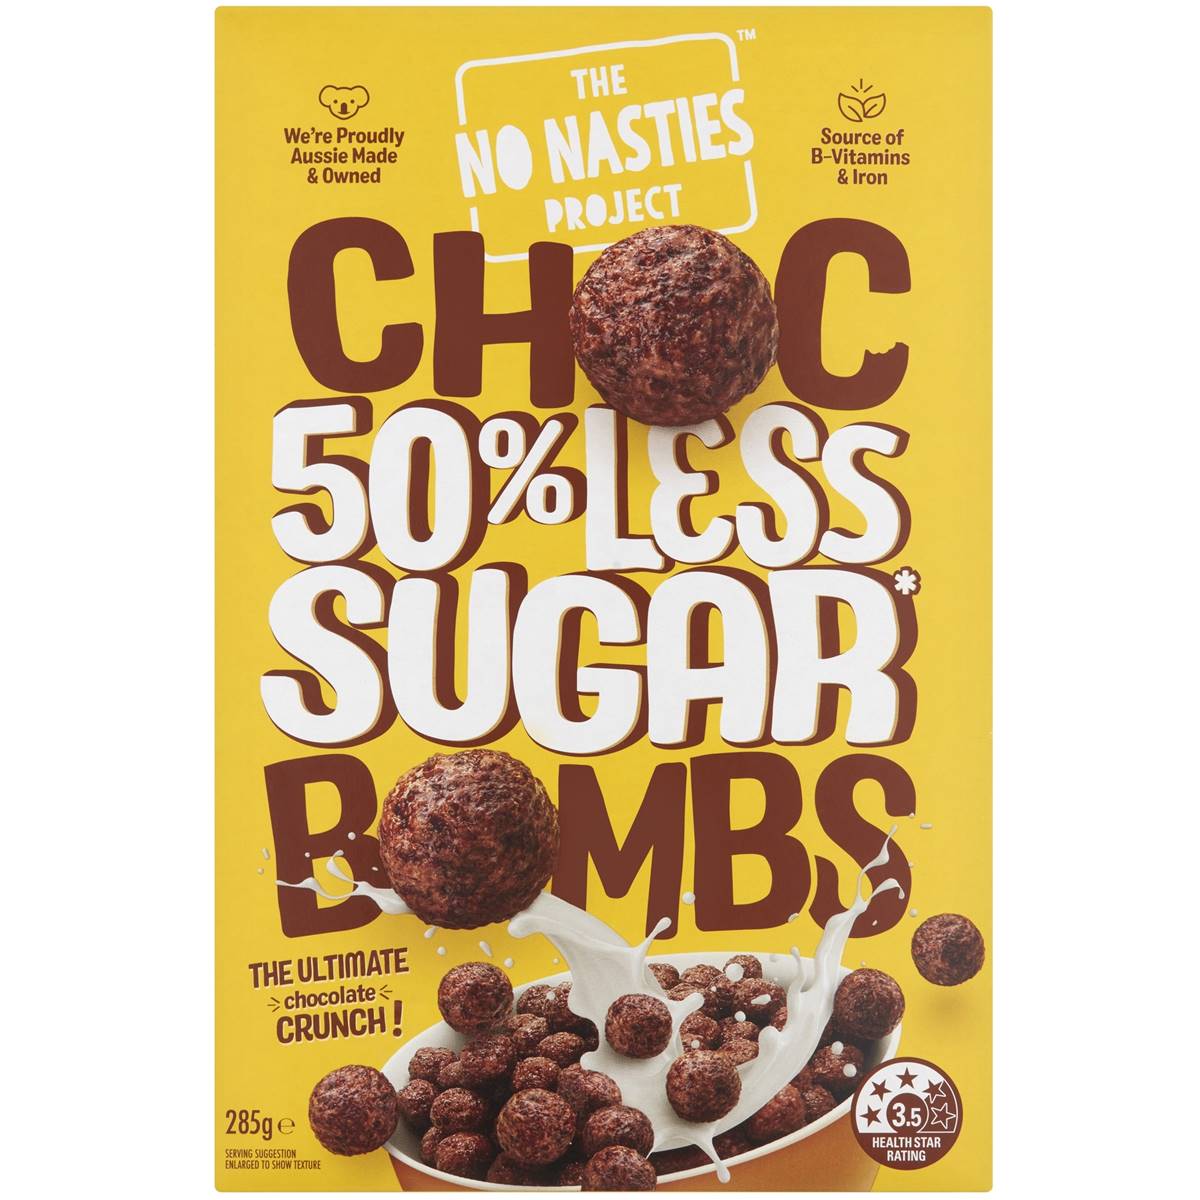 THE
NO NASTIES
PROJECT
™
We're Proudly
Aussie Made
& Owned
Source of
B-Vitamins
& Iron
CHOC
50% LESS
SUGAR*
BOMBS
THE ULTIMATE
chocolate
CRUNCH!
285g e
SERVING SUGGESTION
ENLARGED TO SHOW TEXTURE
3.5
HEALTH STAR
RATING